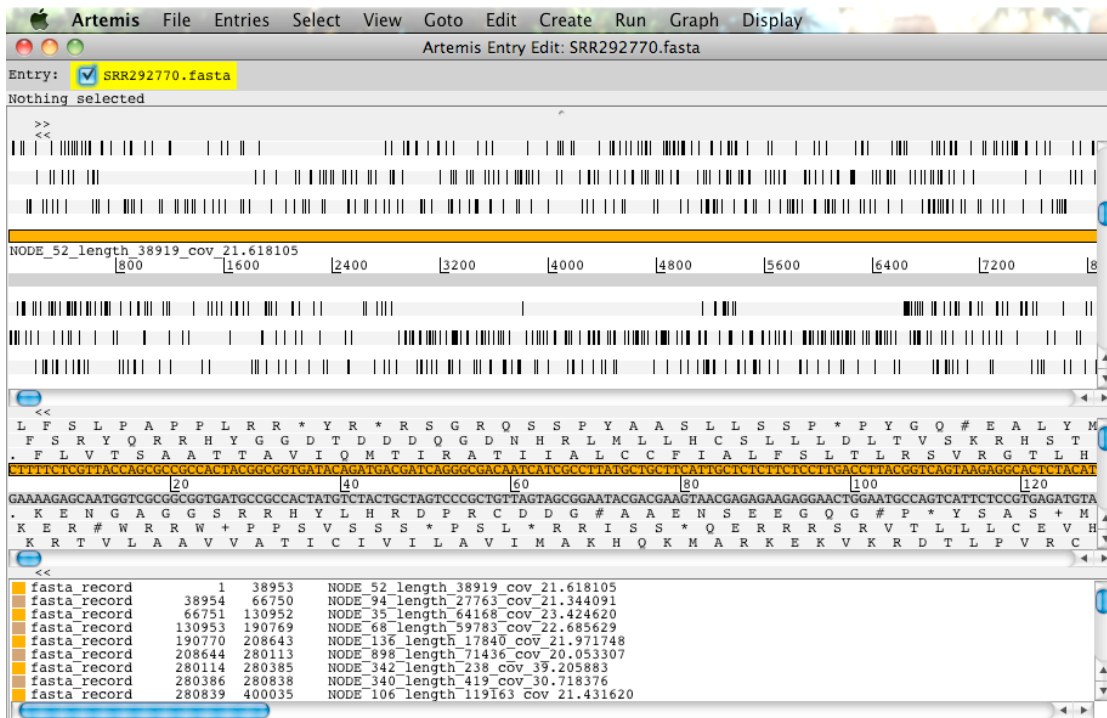 Artemis File Entries Select View Goto Edit Create Run Graph Display
Artemis Entry Edit: SRR292770.fasta
Entry: SRR292770.fasta
Nothing selected
>>
<<
NODE_52_length_38919_cov_21.618105
800 1600 2400 3200 4000 4800 5600 6400 7200 8
<<
L F S L P A P P L R R * Y R * R S G R Q S S P Y A A S L L S S P * P Y G Q # E A L Y M
F S R Y Q R R H Y G G D T D D D Q G D N H R L M L L H C S L L L D L T V S K R H S T
. F L V T S A A T T A V I Q M T I R A T I I A L C C F I A L F S L T L R S V R G T L H
CTTTTCTCGTTACCAGCGCCGCCACTACGGCGGTGATACAGATGACGATCAGGGCGACAATCATCGCCTTATGCTGCTTCATTGCTCTCTTCTCCTTGACCTTACGGTCAGTAAGAGGCACTCTACAT
20 40 60 80 100 120
GAAAAGAGCAATGGTCGCGGCGGTGATGCCGCCACTATGTCTACTGCTAGTCCCGCTGTTAGTAGCGGAATACGACGAAGTAACGAGAGAAGAGGAACTGGAATGCCAGTCATTCTCCGTGAGATGTA
. K E N G A G G S R R H Y L H R D P R C D D G # A A E N S E E G Q G # P * Y S A S + M
K E R # W R R W + P P S V S S S * P S L * R R I S S * Q E R R R S R V T L L L C E V H
K R T V L A A V V A T I C I V I L A V I M A K H Q K M A R K E K V K R D T L P V R C
<<
fasta_record 1 38953 NODE_52_length_38919_cov_21.618105
fasta_record 38954 66750 NODE_94_length_27763_cov_21.344091
fasta_record 66751 130952 NODE_35_length_64168_cov_23.424620
fasta_record 130953 190769 NODE_68_length_59783_cov_22.685629
fasta_record 190770 208643 NODE_136_length_17840_cov_21.971748
fasta_record 208644 280113 NODE_898_length_71436_cov_20.053307
fasta_record 280114 280385 NODE_342_length_238_cov_39.205883
fasta_record 280386 280838 NODE_340_length_419_cov_30.718376
fasta_record 280839 400035 NODE_106_length_119163_cov_21.431620